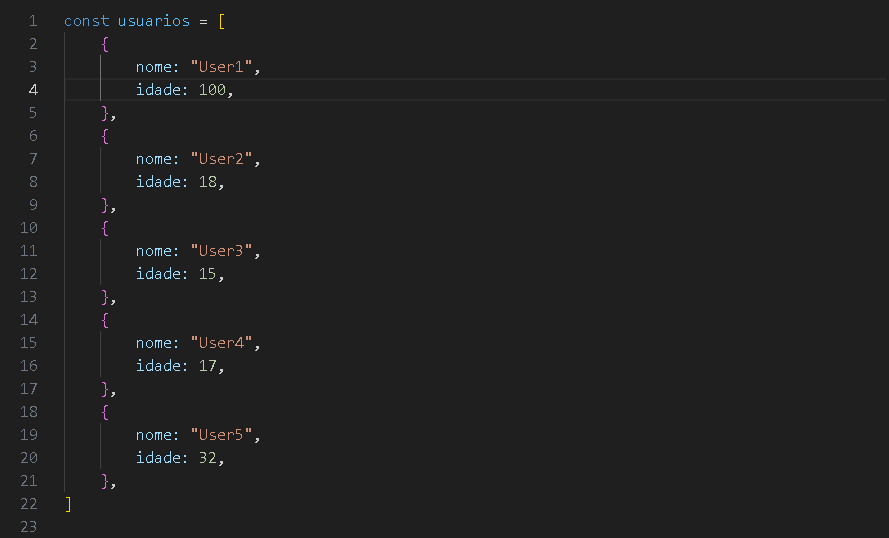 1 const usuarios = [
2     {
3         nome: "User1",
4         idade: 100,
5     },
6     {
7         nome: "User2",
8         idade: 18,
9     },
10     {
11         nome: "User3",
12         idade: 15,
13     },
14     {
15         nome: "User4",
16         idade: 17,
17     },
18     {
19         nome: "User5",
20         idade: 32,
21     },
22 ]
23